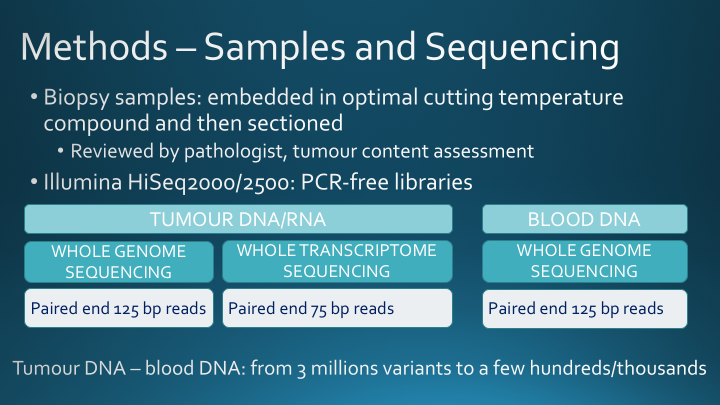 Methods – Samples and Sequencing
• Biopsy samples: embedded in optimal cutting temperature
compound and then sectioned
• Reviewed by pathologist, tumour content assessment
• Illumina HiSeq2000/2500: PCR-free libraries
TUMOUR DNA/RNA
BLOOD DNA
WHOLE GENOME
SEQUENCING
WHOLE TRANSCRIPTOME
SEQUENCING
WHOLE GENOME
SEQUENCING
Paired end 125 bp reads
Paired end 75 bp reads
Paired end 125 bp reads
Tumour DNA – blood DNA: from 3 millions variants to a few hundreds/thousands